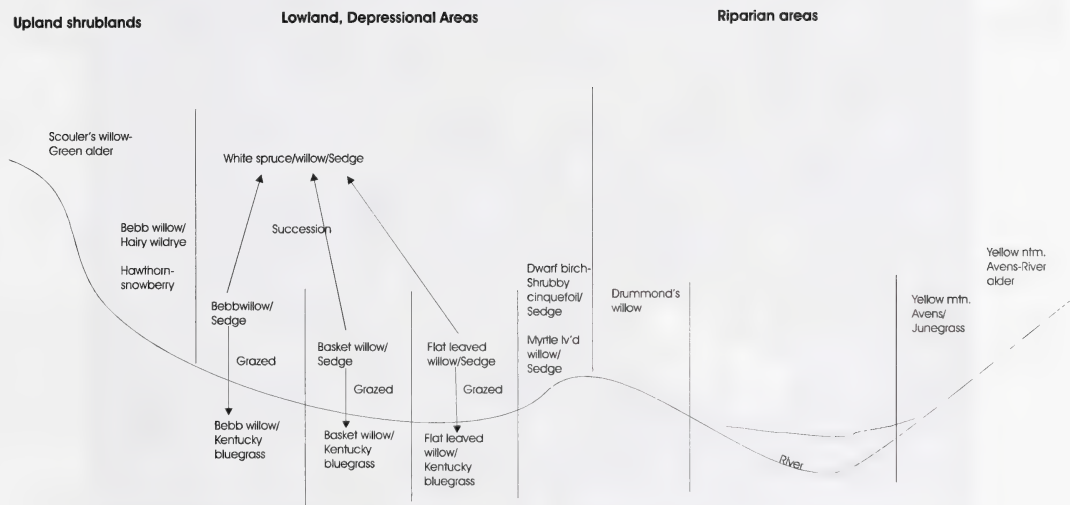 Upland shrublands
Lowland, Depressional Areas
Riparian areas
Scouler's willow-
Green alder
White spruce/willow/Sedge
Bebb willow/
Hairy wildrye
Succession
Hawthorn-
snowberry
Bebbwillow/
Sedge
Grazed
Bebb willow/
Kentucky
bluegrass
Basket willow/
Sedge
Grazed
Basket willow/
Kentucky
bluegrass
Flat leaved
willow/Sedge
Grazed
Flat leaved
willow/
Kentucky
bluegrass
Dwarf birch-
Shrubby
cinquefoil/
Sedge
Myrtle lv'd
willow/
Sedge
Drummond's
willow
River
Yellow mtn.
Avens/
Junegrass
Yellow ntm.
Avens-River
alder